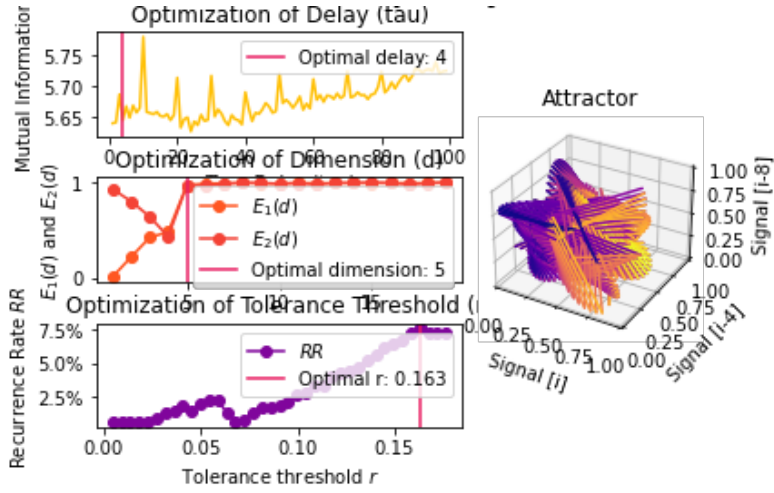 Optimization of Delay (tau)
Mutual Information
5.75
5.70
5.65
Optimal delay: 4
0 20 40 60 80 100
Optimization of Dimension (d)
E₁(d) and E₂(d)
1
0
E₁(d)
E₂(d)
Optimal dimension: 5
5 10 15
Optimization of Tolerance Threshold (r
Recurrence Rate RR
7.5%
5.0%
2.5%
RR
Optimal r: 0.163
0.00 0.05 0.10 0.15
Tolerance threshold r
Attractor
1.00
0.75
0.50
0.25
0.00
Signal [i-8]
1.00
0.75
0.50
0.25
0.00
Signal [i-4]
0.00
0.25
0.50
0.75
1.00
Signal [i]